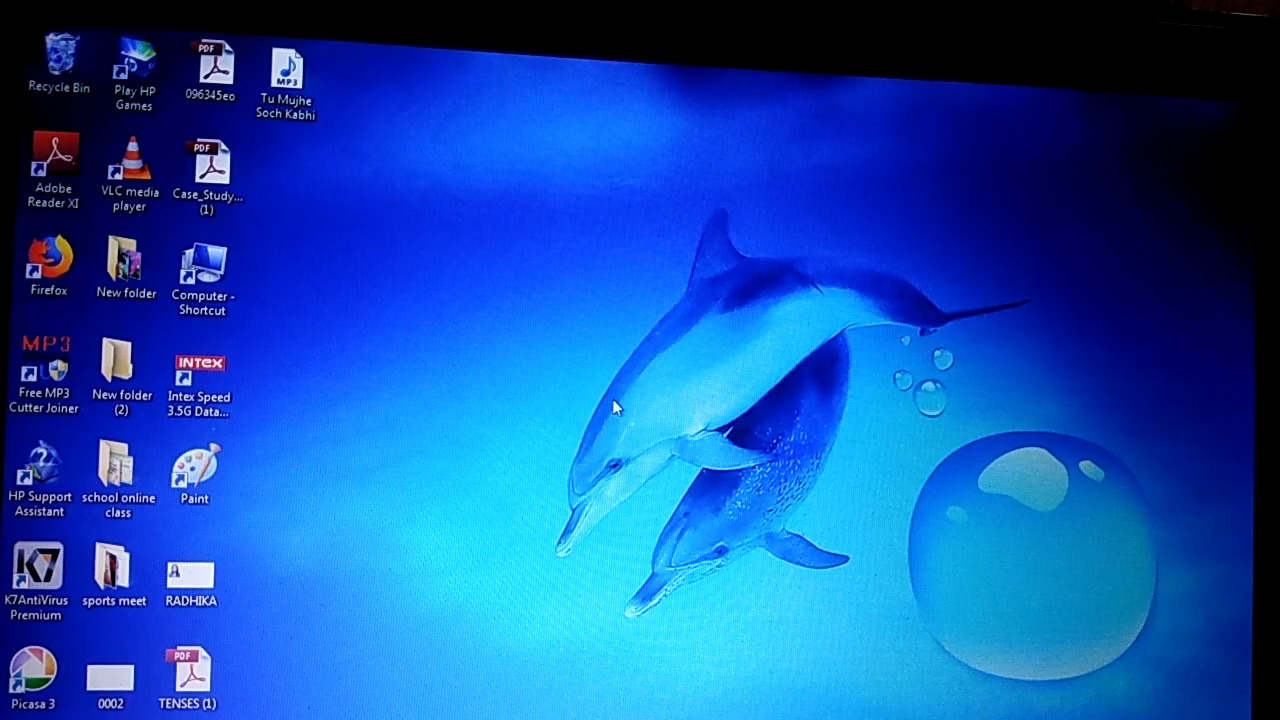 Recycle Bin
Play HP
Games
PDF
096345eo
MP3
Tu Mujhe
Soch Kabhi
Adobe
Reader XI
VLC media
player
PDF
Case_Study...
(1)
Firefox
New folder
Computer -
Shortcut
MP3
Free MP3
Cutter Joiner
New folder
(2)
INTEX
Intex Speed
3.5G Data...
HP Support
Assistant
school online
class
Paint
K7
K7AntiVirus
Premium
sports meet
RADHIKA
Picasa 3
0002
PDF
TENSES (1)